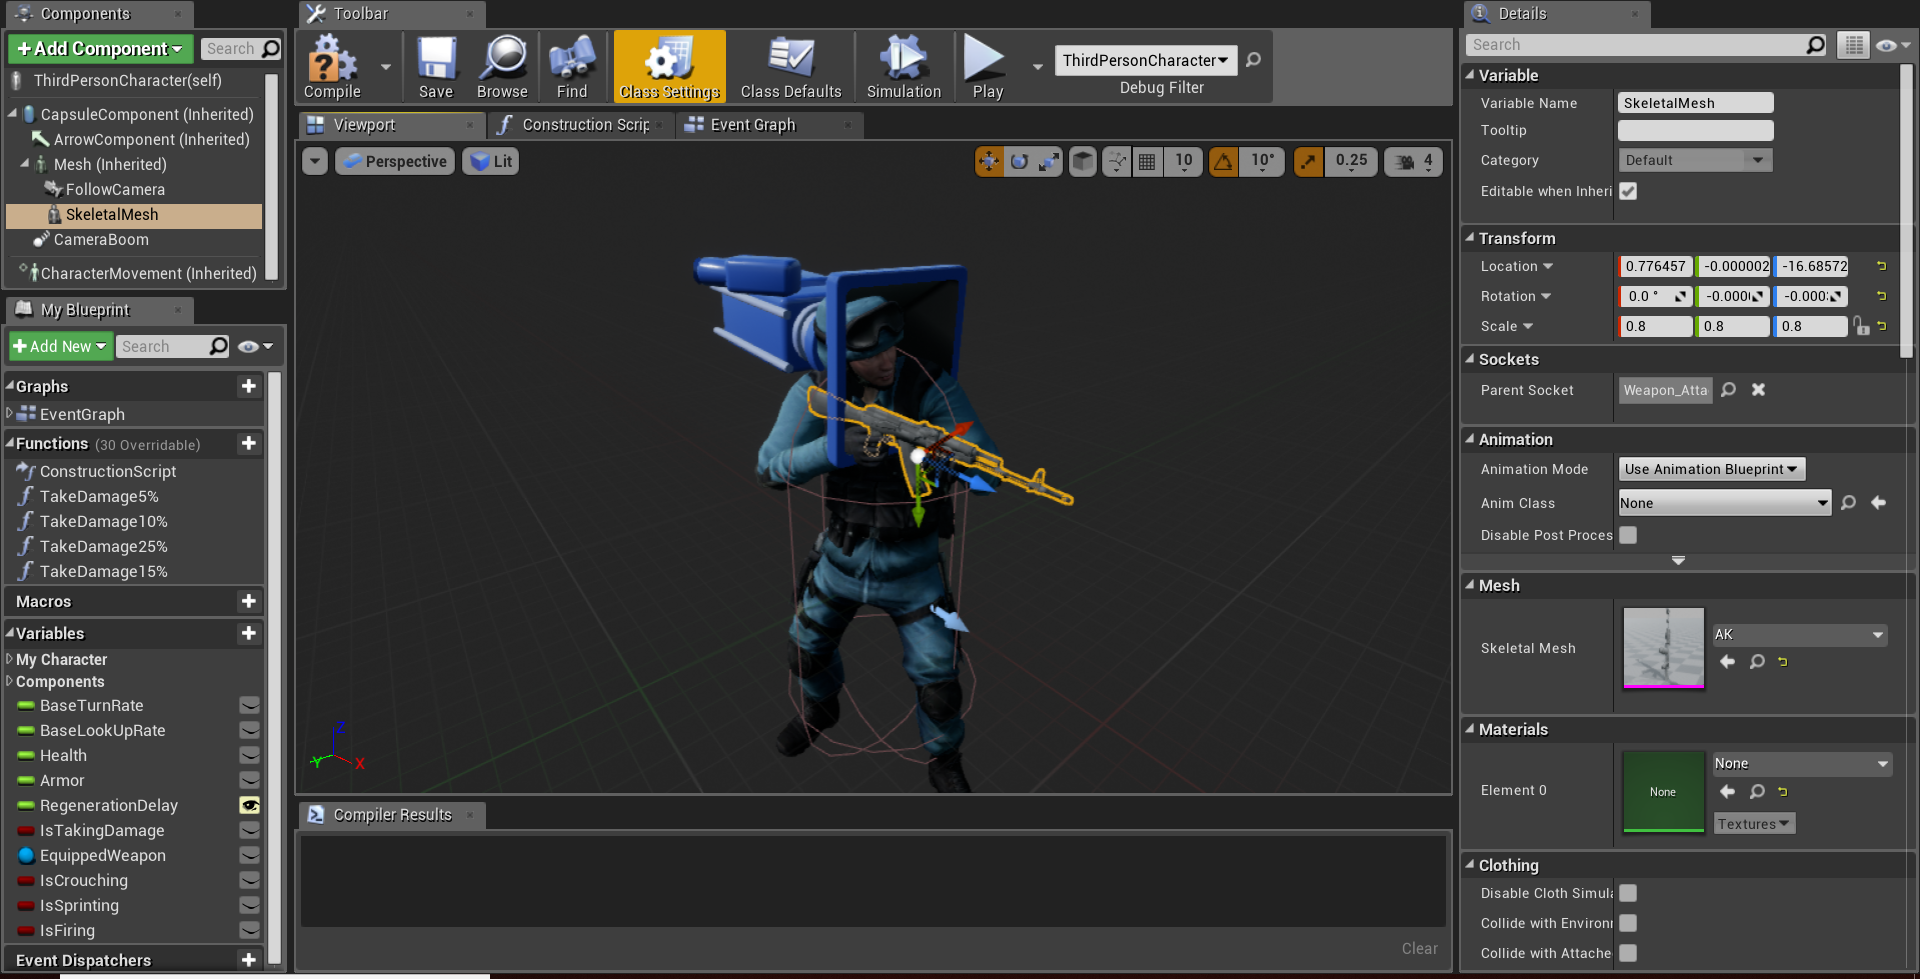 Components
Add Component
Search
ThirdPersonCharacter(self)
CapsuleComponent (Inherited)
ArrowComponent (Inherited)
Mesh (Inherited)
FollowCamera
SkeletalMesh
CameraBoom
CharacterMovement (Inherited)
My Blueprint
Add New
Search
Graphs
EventGraph
Functions (30 Overridable)
ConstructionScript
TakeDamage5%
TakeDamage10%
TakeDamage25%
TakeDamage15%
Macros
Variables
My Character
Components
BaseTurnRate
BaseLookUpRate
Health
Armor
RegenerationDelay
IsTakingDamage
EquippedWeapon
IsCrouching
IsSprinting
IsFiring
Event Dispatchers
Toolbar
Compile
Save
Browse
Find
Class Settings
Class Defaults
Simulation
Play
ThirdPersonCharacter
Debug Filter
Viewport
Construction Scrip
Event Graph
Perspective
Lit
10
10°
0.25
4
Z
Y
X
Compiler Results
Clear
Details
Search
Variable
Variable Name
SkeletalMesh
Tooltip
Category
Default
Editable when Inheri
Transform
Location
0.776457
-0.000002
-16.68572
Rotation
0.0 °
-0.000
-0.000
Scale
0.8
0.8
0.8
Sockets
Parent Socket
Weapon_Atta
Animation
Animation Mode
Use Animation Blueprint
Anim Class
None
Disable Post Proces
Mesh
Skeletal Mesh
AK
Materials
Element 0
None
None
Textures
Clothing
Disable Cloth Simula
Collide with Environ
Collide with Attache